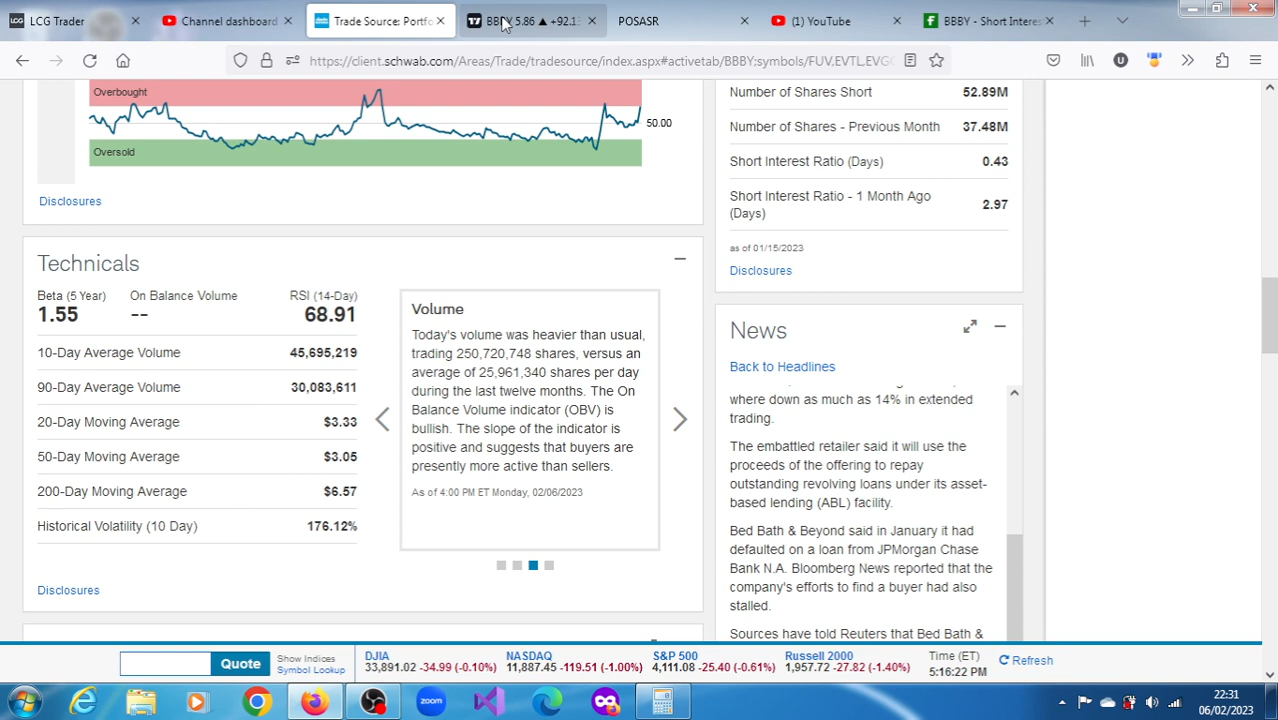 LCG Trader
Channel dashboard
Trade Source: Portfo
BBBY 5.86 ▲ +92.13
POSASR
(1) YouTube
BBBY - Short Interes
https://client.schwab.com/Areas/Trade/tradesource/index.aspx#activetab/BBBY:symbols/FUV,EVTL,EVGO
Overbought
50.00
Oversold
Disclosures
Number of Shares Short 52.89M
Number of Shares - Previous Month 37.48M
Short Interest Ratio (Days) 0.43
Short Interest Ratio - 1 Month Ago
(Days) 2.97
as of 01/15/2023
Disclosures
Technicals
Beta (5 Year) On Balance Volume RSI (14-Day)
1.55 -- 68.91
10-Day Average Volume 45,695,219
90-Day Average Volume 30,083,611
20-Day Moving Average $3.33
50-Day Moving Average $3.05
200-Day Moving Average $6.57
Historical Volatility (10 Day) 176.12%
Disclosures
Volume
Today's volume was heavier than usual,
trading 250,720,748 shares, versus an
average of 25,961,340 shares per day
during the last twelve months. The On
Balance Volume indicator (OBV) is
bullish. The slope of the indicator is
positive and suggests that buyers are
presently more active than sellers.
As of 4:00 PM ET Monday, 02/06/2023
News
Back to Headlines
where down as much as 14% in extended
trading.
The embattled retailer said it will use the
proceeds of the offering to repay
outstanding revolving loans under its asset-
based lending (ABL) facility.
Bed Bath & Beyond said in January it had
defaulted on a loan from JPMorgan Chase
Bank N.A. Bloomberg News reported that the
company's efforts to find a buyer had also
stalled.
Sources have told Reuters that Bed Bath &
Quote
Show Indices
Symbol Lookup
DJIA
33,891.02 -34.99 (-0.10%)
NASDAQ
11,887.45 -119.51 (-1.00%)
S&P 500
4,111.08 -25.40 (-0.61%)
Russell 2000
1,957.72 -27.82 (-1.40%)
Time (ET)
5:16:22 PM
Refresh
zoom
22:31
06/02/2023